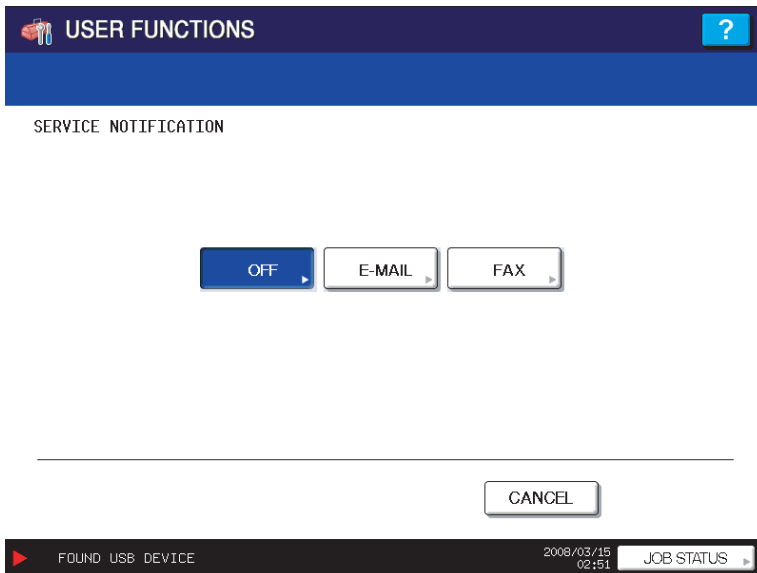 USER FUNCTIONS ?
SERVICE NOTIFICATION
OFF E-MAIL FAX
CANCEL
FOUND USB DEVICE 2008/03/15
02:51 JOB STATUS